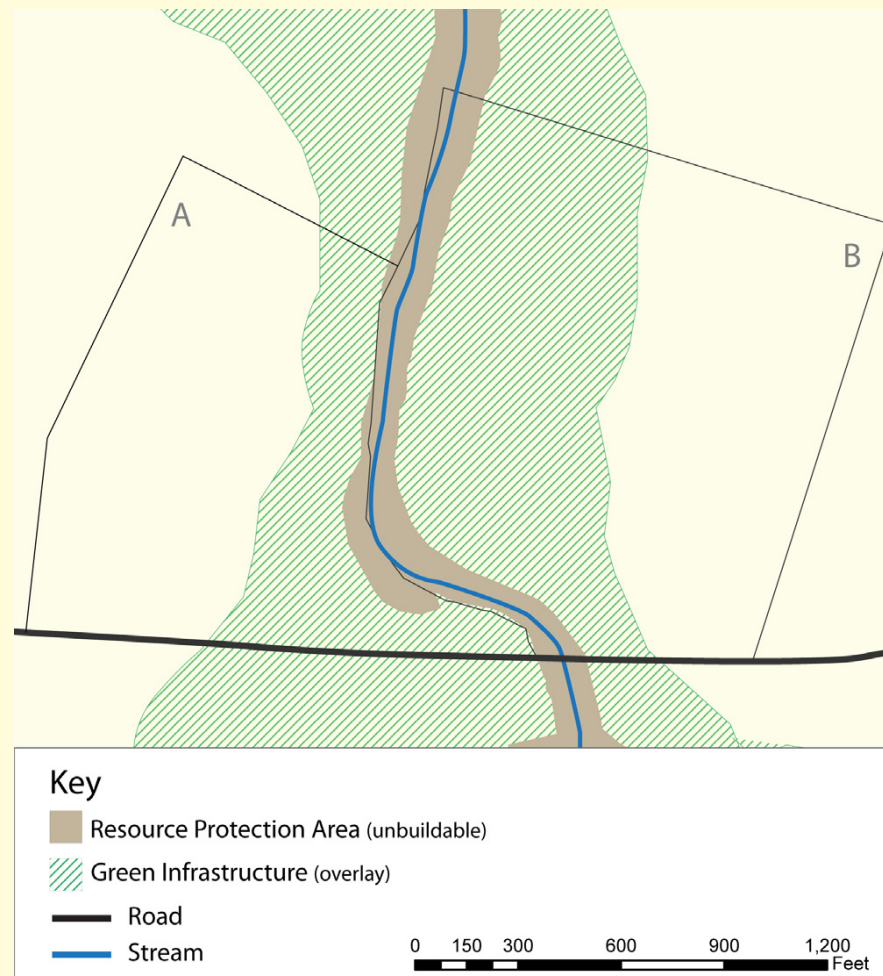 A
B
Key
Resource Protection Area (unbuildable)
Green Infrastructure (overlay)
Road
Stream
0 150 300 600 900 1,200
Feet